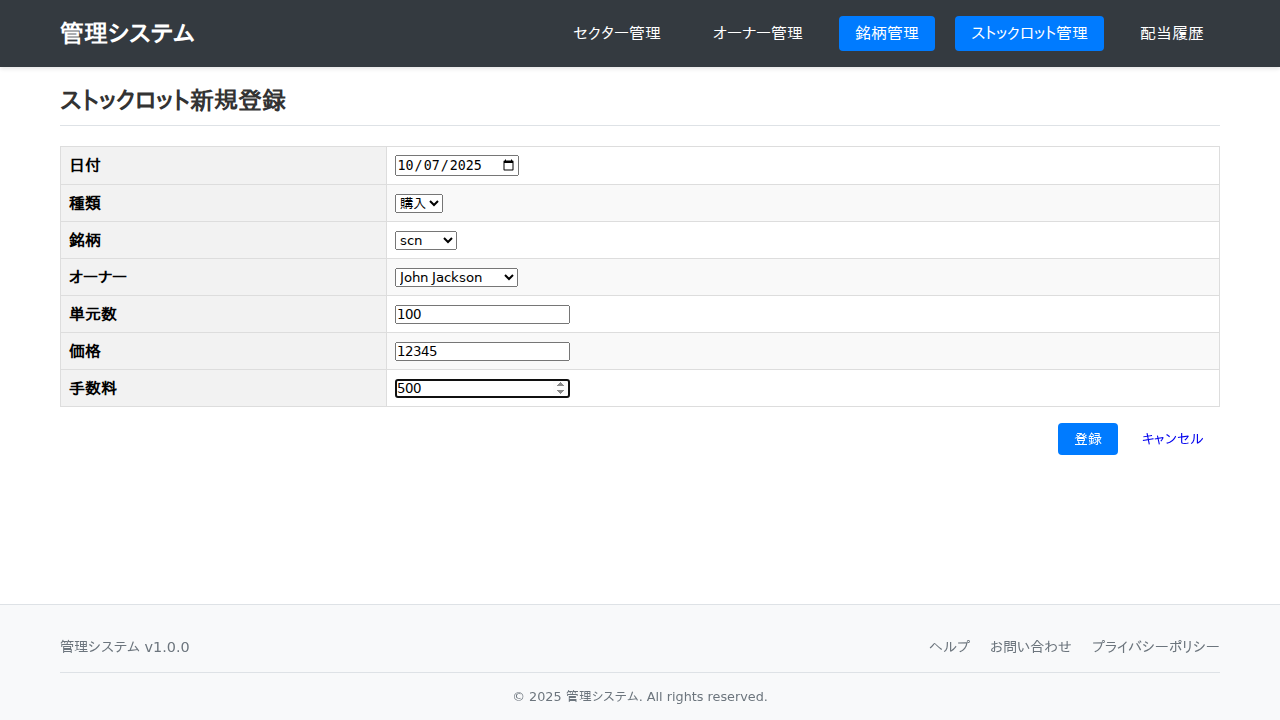 管理システム
セクター管理 オーナー管理 銘柄管理 ストックロット管理 配当履歴
ストックロット新規登録
日付 10/07/2025
種類 購入
銘柄 scn
オーナー John Jackson
単元数 100
価格 12345
手数料 500
登録 キャンセル
管理システム v1.0.0
ヘルプ お問い合わせ プライバシーポリシー
© 2025 管理システム. All rights reserved.